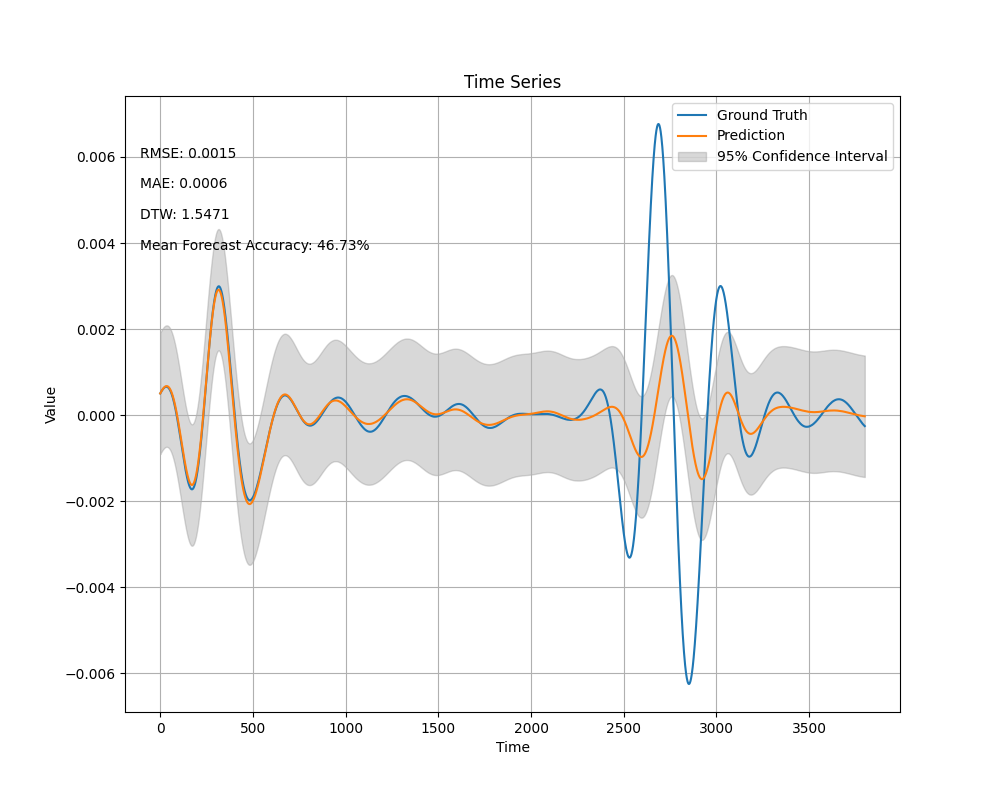 Time Series
Ground Truth
Prediction
95% Confidence Interval
RMSE: 0.0015
MAE: 0.0006
DTW: 1.5471
Mean Forecast Accuracy: 46.73%
Value
0.006
0.004
0.002
0.000
−0.002
−0.004
−0.006
0 500 1000 1500 2000 2500 3000 3500
Time